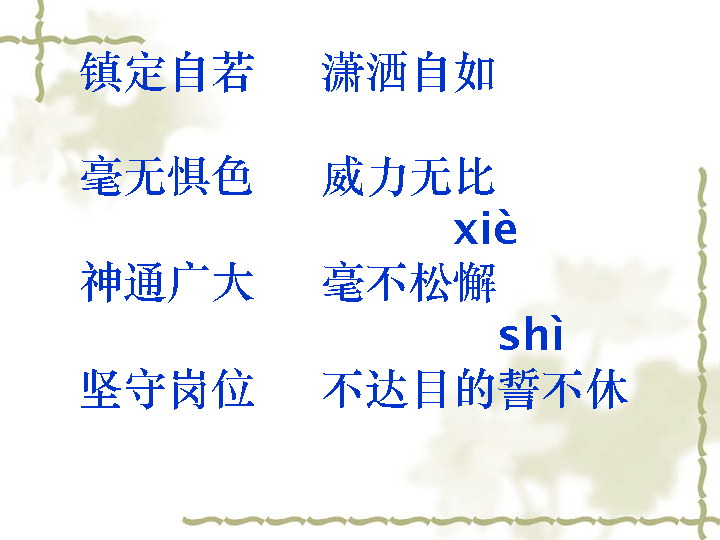 镇定自若 潇洒自如
毫无惧色 威力无比
xiè
神通广大 毫不松懈
shì
坚守岗位 不达目的誓不休